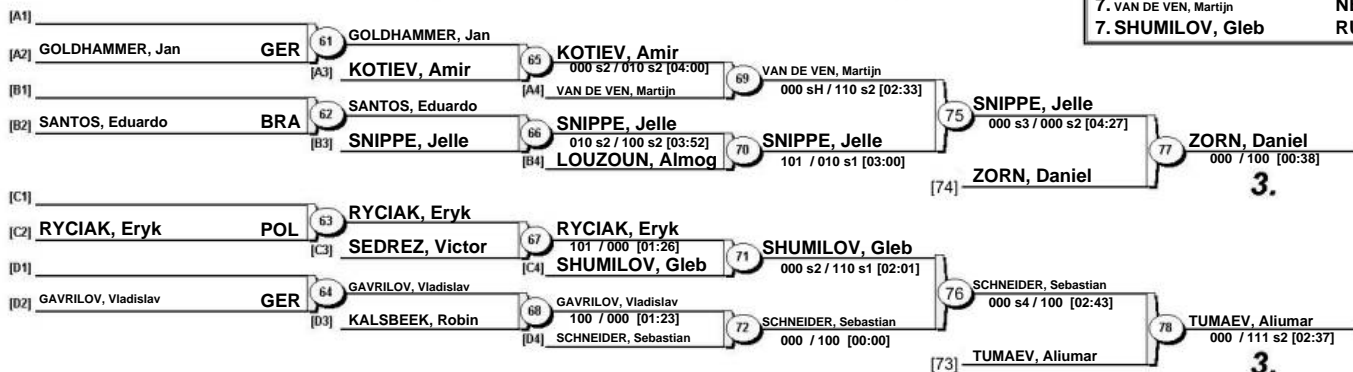 7. VAN DE VEN, Martijn
7. SHUMILOV, Gleb
[A1]
[A2] GOLDHAMMER, Jan GER
61
GOLDHAMMER, Jan
[A3] KOTIEV, Amir
65
KOTIEV, Amir
000 s2 / 010 s2 [04:00]
[A4] VAN DE VEN, Martijn
69
VAN DE VEN, Martijn
000 sH / 110 s2 [02:33]
[B1]
[B2] SANTOS, Eduardo BRA
62
SANTOS, Eduardo
[B3] SNIPPE, Jelle
66
SNIPPE, Jelle
010 s2 / 100 s2 [03:52]
[B4] LOUZOUN, Almog
70
SNIPPE, Jelle
101 / 010 s1 [03:00]
75
SNIPPE, Jelle
000 s3 / 000 s2 [04:27]
[74] ZORN, Daniel
77
ZORN, Daniel
000 / 100 [00:38]
3.
[C1]
[C2] RYCIAK, Eryk POL
63
RYCIAK, Eryk
[C3] SEDREZ, Victor
67
RYCIAK, Eryk
101 / 000 [01:26]
[C4] SHUMILOV, Gleb
71
SHUMILOV, Gleb
000 s2 / 110 s1 [02:01]
[D1]
[D2] GAVRILOV, Vladislav GER
64
GAVRILOV, Vladislav
[D3] KALSBEEK, Robin
68
GAVRILOV, Vladislav
100 / 000 [01:23]
[D4] SCHNEIDER, Sebastian
72
SCHNEIDER, Sebastian
000 / 100 [00:00]
76
SCHNEIDER, Sebastian
000 s4 / 100 [02:43]
[73] TUMAEV, Aliumar
78
TUMAEV, Aliumar
000 / 111 s2 [02:37]
3.